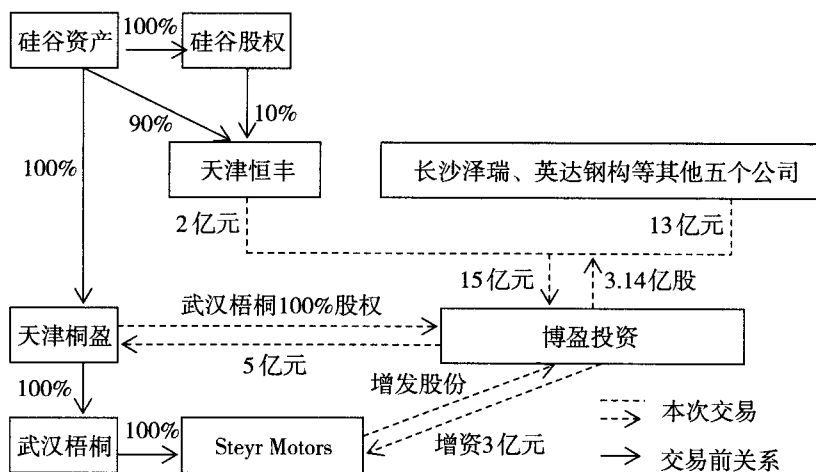 100%
硅谷资产
硅谷股权
90%
10%
100%
天津恒丰
长沙泽瑞、英达钢构等其他五个公司
2亿元
13亿元
15亿元
3.14亿股
武汉梧桐100%股权
天津桐盈
博盈投资
5亿元
100%
增发股份
本次交易
武汉梧桐
100%
Steyr Motors
增资3亿元
交易前关系